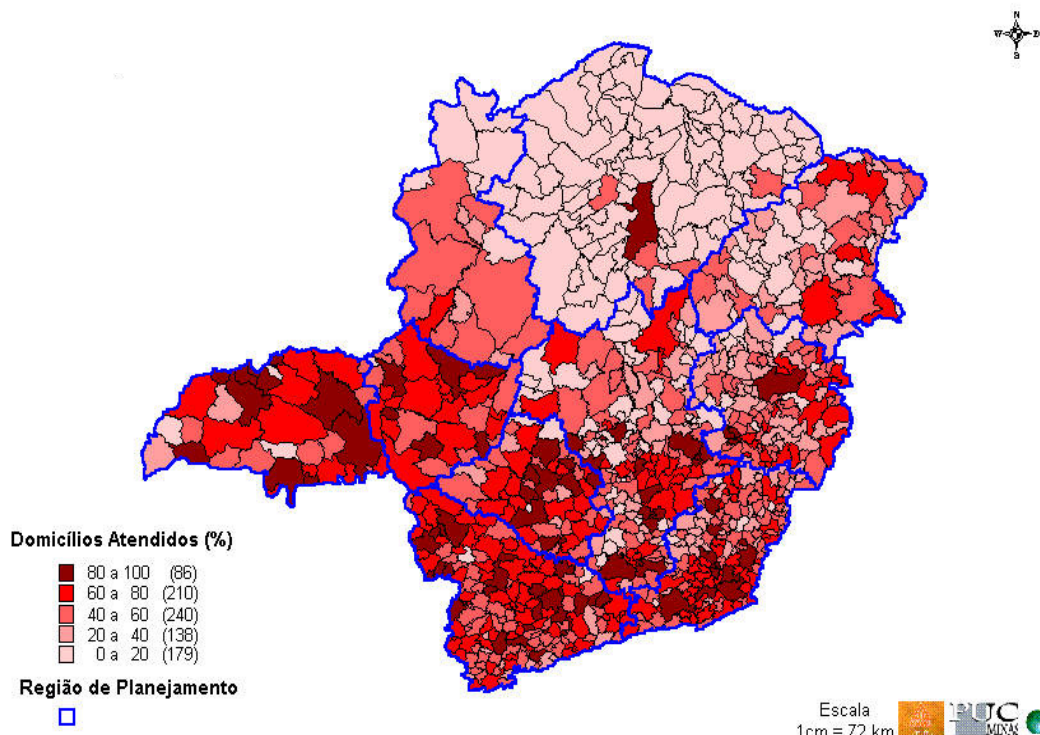 N
W
S
Domicílios Atendidos (%)
80 a 100 (86)
60 a 80 (210)
40 a 60 (240)
20 a 40 (138)
0 a 20 (179)
Região de Planejamento
Escala
1cm = 72 km
PUC
MINAS